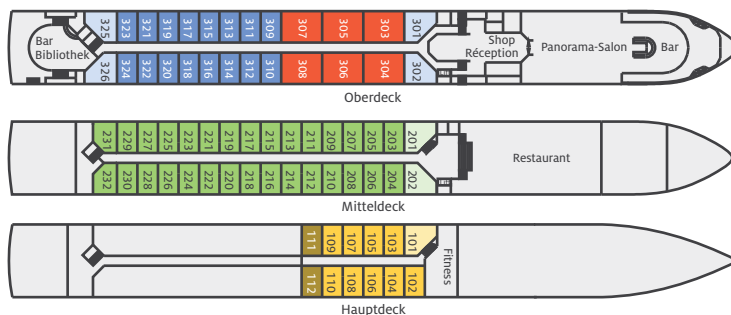 325 323 321 319 317 315 313 311 309 307 305 303 301
Bar
Bibliothek
Shop
Réception
Panorama-Salon
Bar
326 324 322 320 318 316 314 312 310 308 306 304 302
Oberdeck
231 229 227 225 223 221 219 217 215 213 211 209 207 205 203 201
Restaurant
232 230 228 226 224 222 220 218 216 214 212 210 208 206 204 202
Mitteldeck
111 109 107 105 103 101
Fitness
112 110 108 106 104 102
Hauptdeck